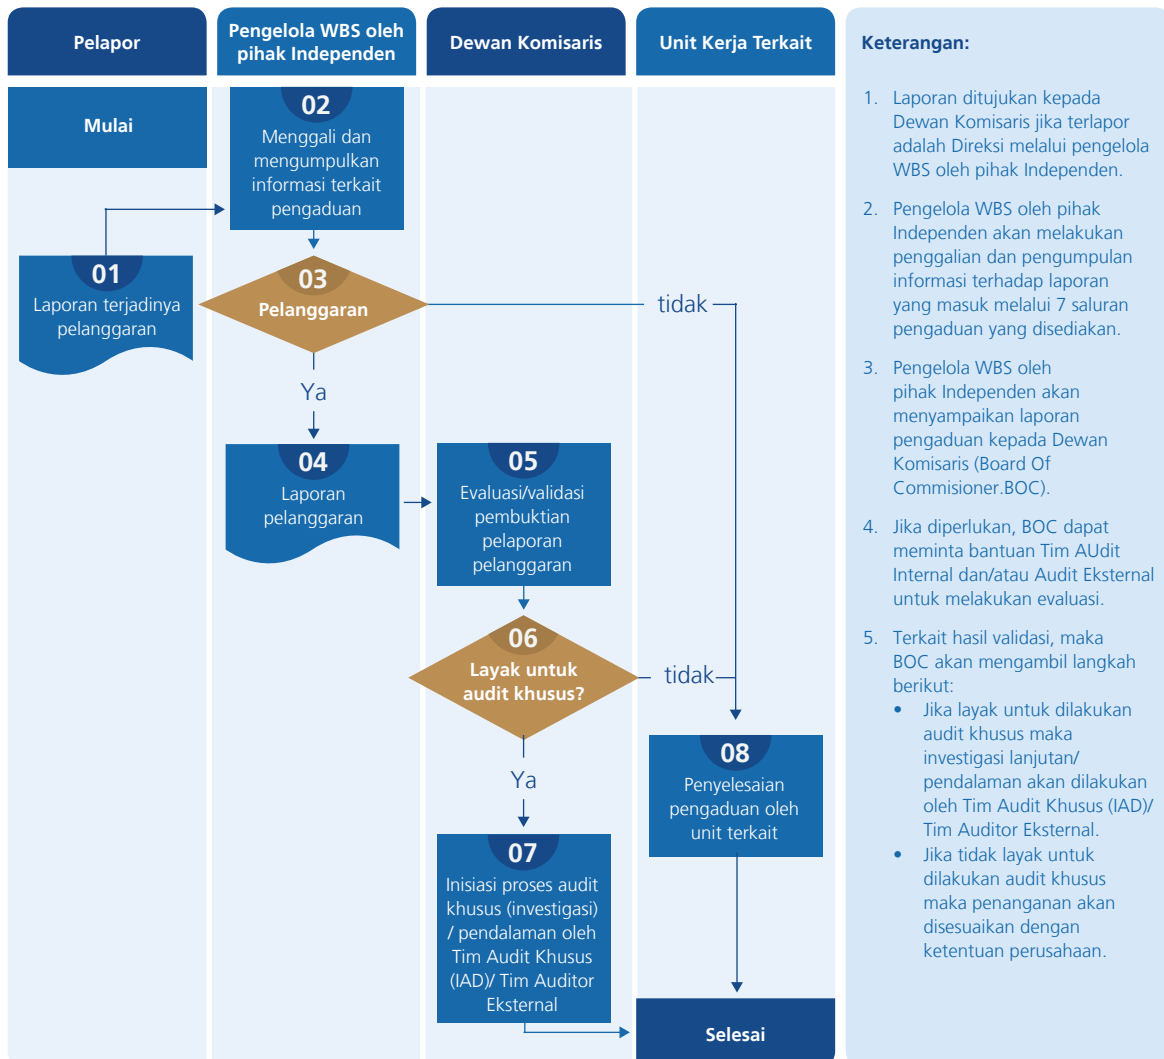 Pelapor
Pengelola WBS oleh
pihak Independen
Dewan Komisaris
Unit Kerja Terkait
Mulai
01
Laporan terjadinya
pelanggaran
02
Menggali dan
mengumpulkan
informasi terkait
pengaduan
03
Pelanggaran
tidak
Ya
04
Laporan
pelanggaran
05
Evaluasi/validasi
pembuktian
pelaporan
pelanggaran
06
Layak untuk
audit khusus?
tidak
Ya
07
Inisiasi proses audit
khusus (investigasi)
/ pendalaman oleh
Tim Audit Khusus
(IAD)/ Tim Auditor
Eksternal
08
Penyelesaian
pengaduan oleh
unit terkait
Selesai
Keterangan:
1. Laporan ditujukan kepada
Dewan Komisaris jika terlapor
adalah Direksi melalui pengelola
WBS oleh pihak Independen.
2. Pengelola WBS oleh pihak
Independen akan melakukan
penggalian dan pengumpulan
informasi terhadap laporan
yang masuk melalui 7 saluran
pengaduan yang disediakan.
3. Pengelola WBS oleh
pihak Independen akan
menyampaikan laporan
pengaduan kepada Dewan
Komisaris (Board Of
Commisioner.BOC).
4. Jika diperlukan, BOC dapat
meminta bantuan Tim AUdit
Internal dan/atau Audit Eksternal
untuk melakukan evaluasi.
5. Terkait hasil validasi, maka
BOC akan mengambil langkah
berikut:
• Jika layak untuk dilakukan
audit khusus maka
investigasi lanjutan/
pendalaman akan dilakukan
oleh Tim Audit Khusus (IAD)/
Tim Auditor Eksternal.
• Jika tidak layak untuk
dilakukan audit khusus
maka penanganan akan
disesuaikan dengan
ketentuan perusahaan.